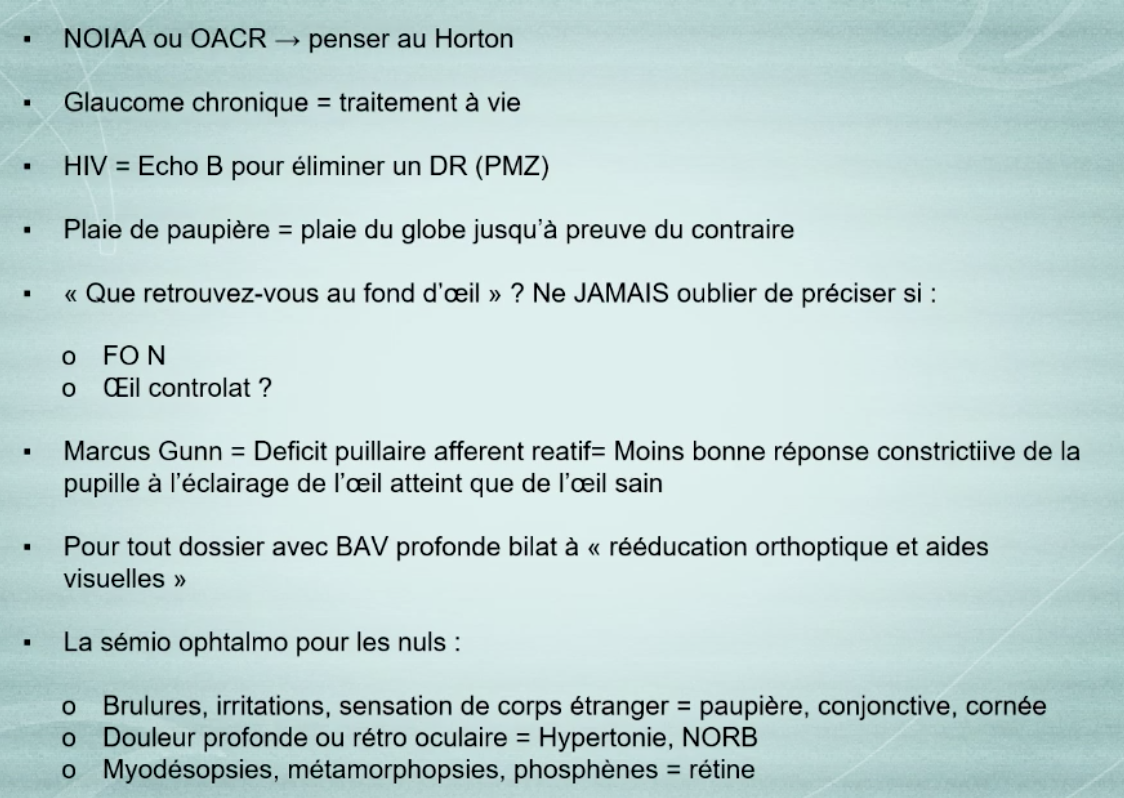 ▪ NOIAA ou OACR → penser au Horton
▪ Glaucome chronique = traitement à vie
▪ HIV = Echo B pour éliminer un DR (PMZ)
▪ Plaie de paupière = plaie du globe jusqu'à preuve du contraire
▪ « Que retrouvez-vous au fond d'œil » ? Ne JAMAIS oublier de préciser si :
o FO N
o Œil controlat ?
▪ Marcus Gunn = Deficit puillaire afferent reatif= Moins bonne réponse constrictiive de la
pupille à l'éclairage de l'œil atteint que de l'œil sain
▪ Pour tout dossier avec BAV profonde bilat à « rééducation orthoptique et aides
visuelles »
▪ La sémio ophtalmo pour les nuls :
o Brulures, irritations, sensation de corps étranger = paupière, conjonctive, cornée
o Douleur profonde ou rétro oculaire = Hypertonie, NORB
o Myodésopsies, métamorphopsies, phosphènes = rétine